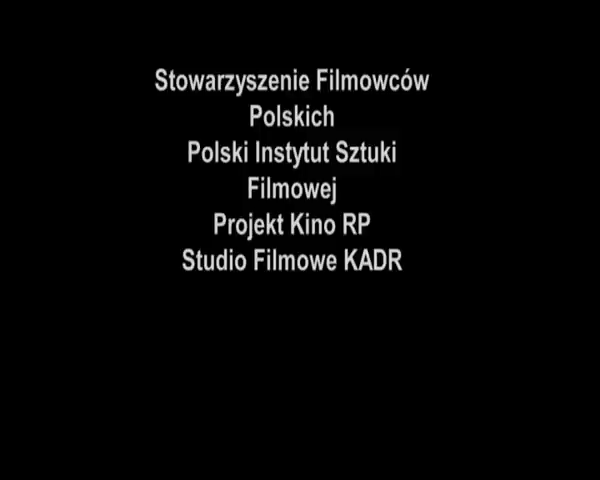 Stowarzyszenie Filmowców
Polskich
Polski Instytut Sztuki
Filmowej
Projekt Kino RP
Studio Filmowe KADR